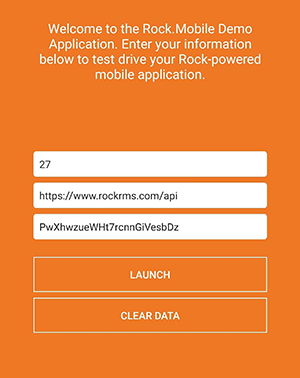 Welcome to the Rock.Mobile Demo
Application. Enter your information
below to test drive your Rock-powered
mobile application.
27
https://www.rockrms.com/api
PwXhwzueWHt7rcnnGiVesbDz
LAUNCH
CLEAR DATA